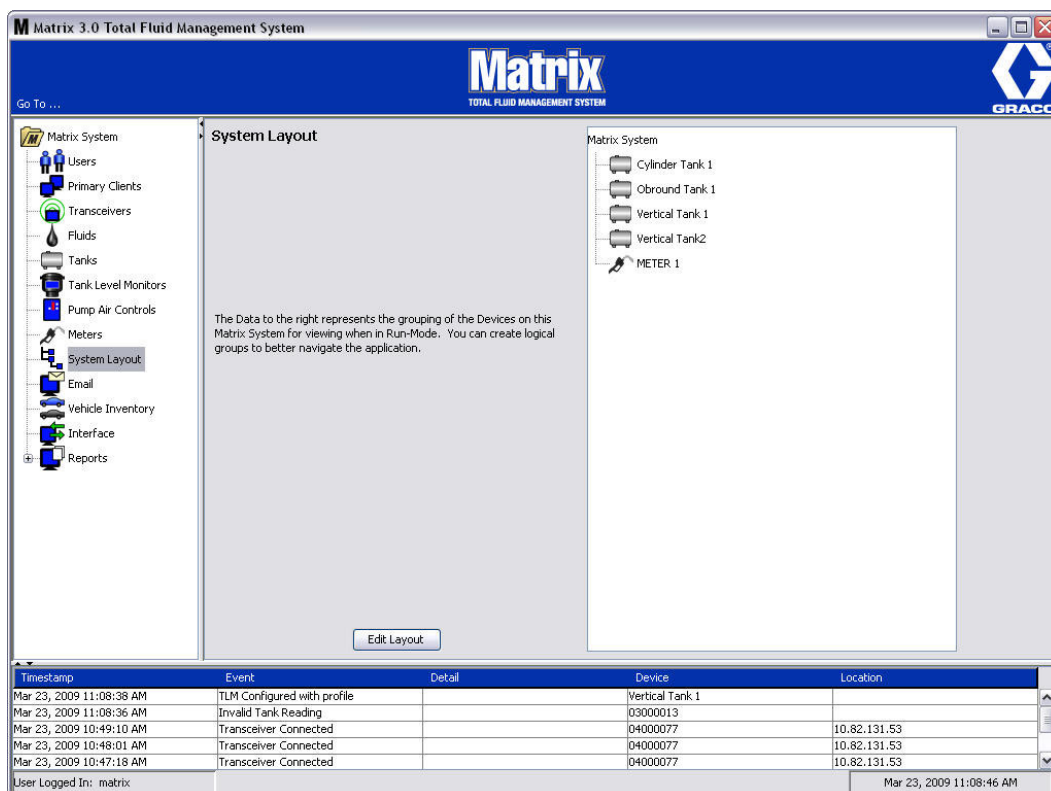 Matrix 3.0 Total Fluid Management System
Matrix
TOTAL FLUID MANAGEMENT SYSTEM
Go To ...
GRACO
Matrix System
Users
Primary Clients
Transceivers
Fluids
Tanks
Tank Level Monitors
Pump Air Controls
Meters
System Layout
Email
Vehicle Inventory
Interface
Reports
System Layout
The Data to the right represents the grouping of the Devices on this
Matrix System for viewing when in Run-Mode. You can create logical
groups to better navigate the application.
Edit Layout
Matrix System
Cylinder Tank 1
Obround Tank 1
Vertical Tank 1
Vertical Tank2
METER 1
Timestamp Event Detail Device Location
Mar 23, 2009 11:08:38 AM TLM Configured with profile Vertical Tank 1
Mar 23, 2009 11:08:36 AM Invalid Tank Reading 03000013
Mar 23, 2009 10:49:10 AM Transceiver Connected 04000077 10.82.131.53
Mar 23, 2009 10:48:01 AM Transceiver Connected 04000077 10.82.131.53
Mar 23, 2009 10:47:18 AM Transceiver Connected 04000077 10.82.131.53
User Logged In: matrix Mar 23, 2009 11:08:46 AM